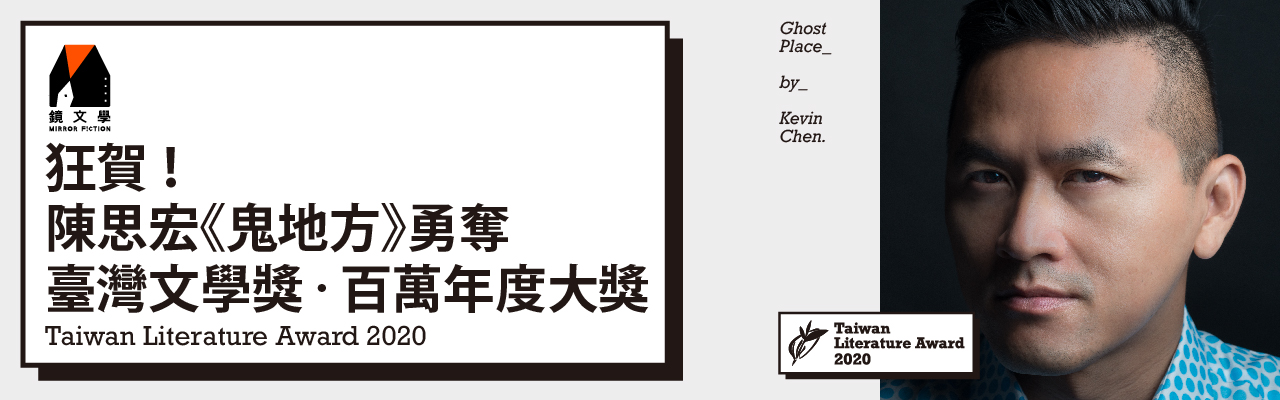 鏡文學
MIRROR FICTION
狂賀！
陳思宏《鬼地方》勇奪
臺灣文學獎·百萬年度大獎
Taiwan Literature Award 2020
Ghost
Place_
by_
Kevin
Chen.
Taiwan
Literature Award
2020